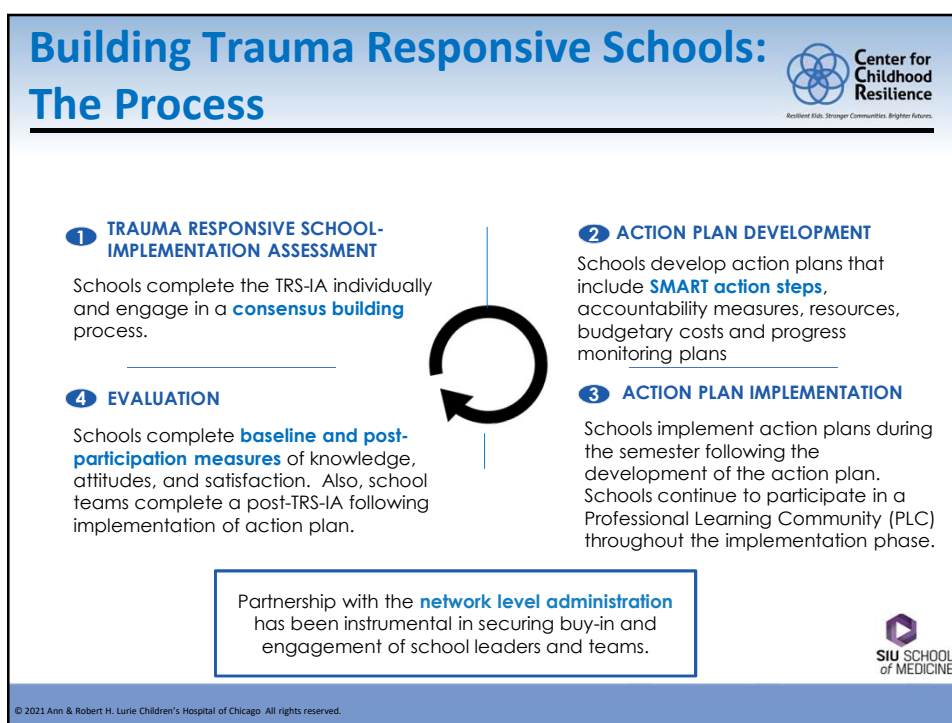 Building Trauma Responsive Schools:
The Process
Center for
Childhood
Resilience
Resilient Kids. Stronger Communities. Brighter Futures.
1 TRAUMA RESPONSIVE SCHOOL-
IMPLEMENTATION ASSESSMENT
Schools complete the TRS-IA individually
and engage in a consensus building
process.
2 ACTION PLAN DEVELOPMENT
Schools develop action plans that
include SMART action steps,
accountability measures, resources,
budgetary costs and progress
monitoring plans
4 EVALUATION
Schools complete baseline and post-
participation measures of knowledge,
attitudes, and satisfaction.  Also, school
teams complete a post-TRS-IA following
implementation of action plan.
3 ACTION PLAN IMPLEMENTATION
Schools implement action plans during
the semester following the
development of the action plan.
Schools continue to participate in a
Professional Learning Community (PLC)
throughout the implementation phase.
Partnership with the network level administration
has been instrumental in securing buy-in and
engagement of school leaders and teams.
SIU SCHOOL
of MEDICINE
© 2021 Ann & Robert H. Lurie Children's Hospital of Chicago All rights reserved.